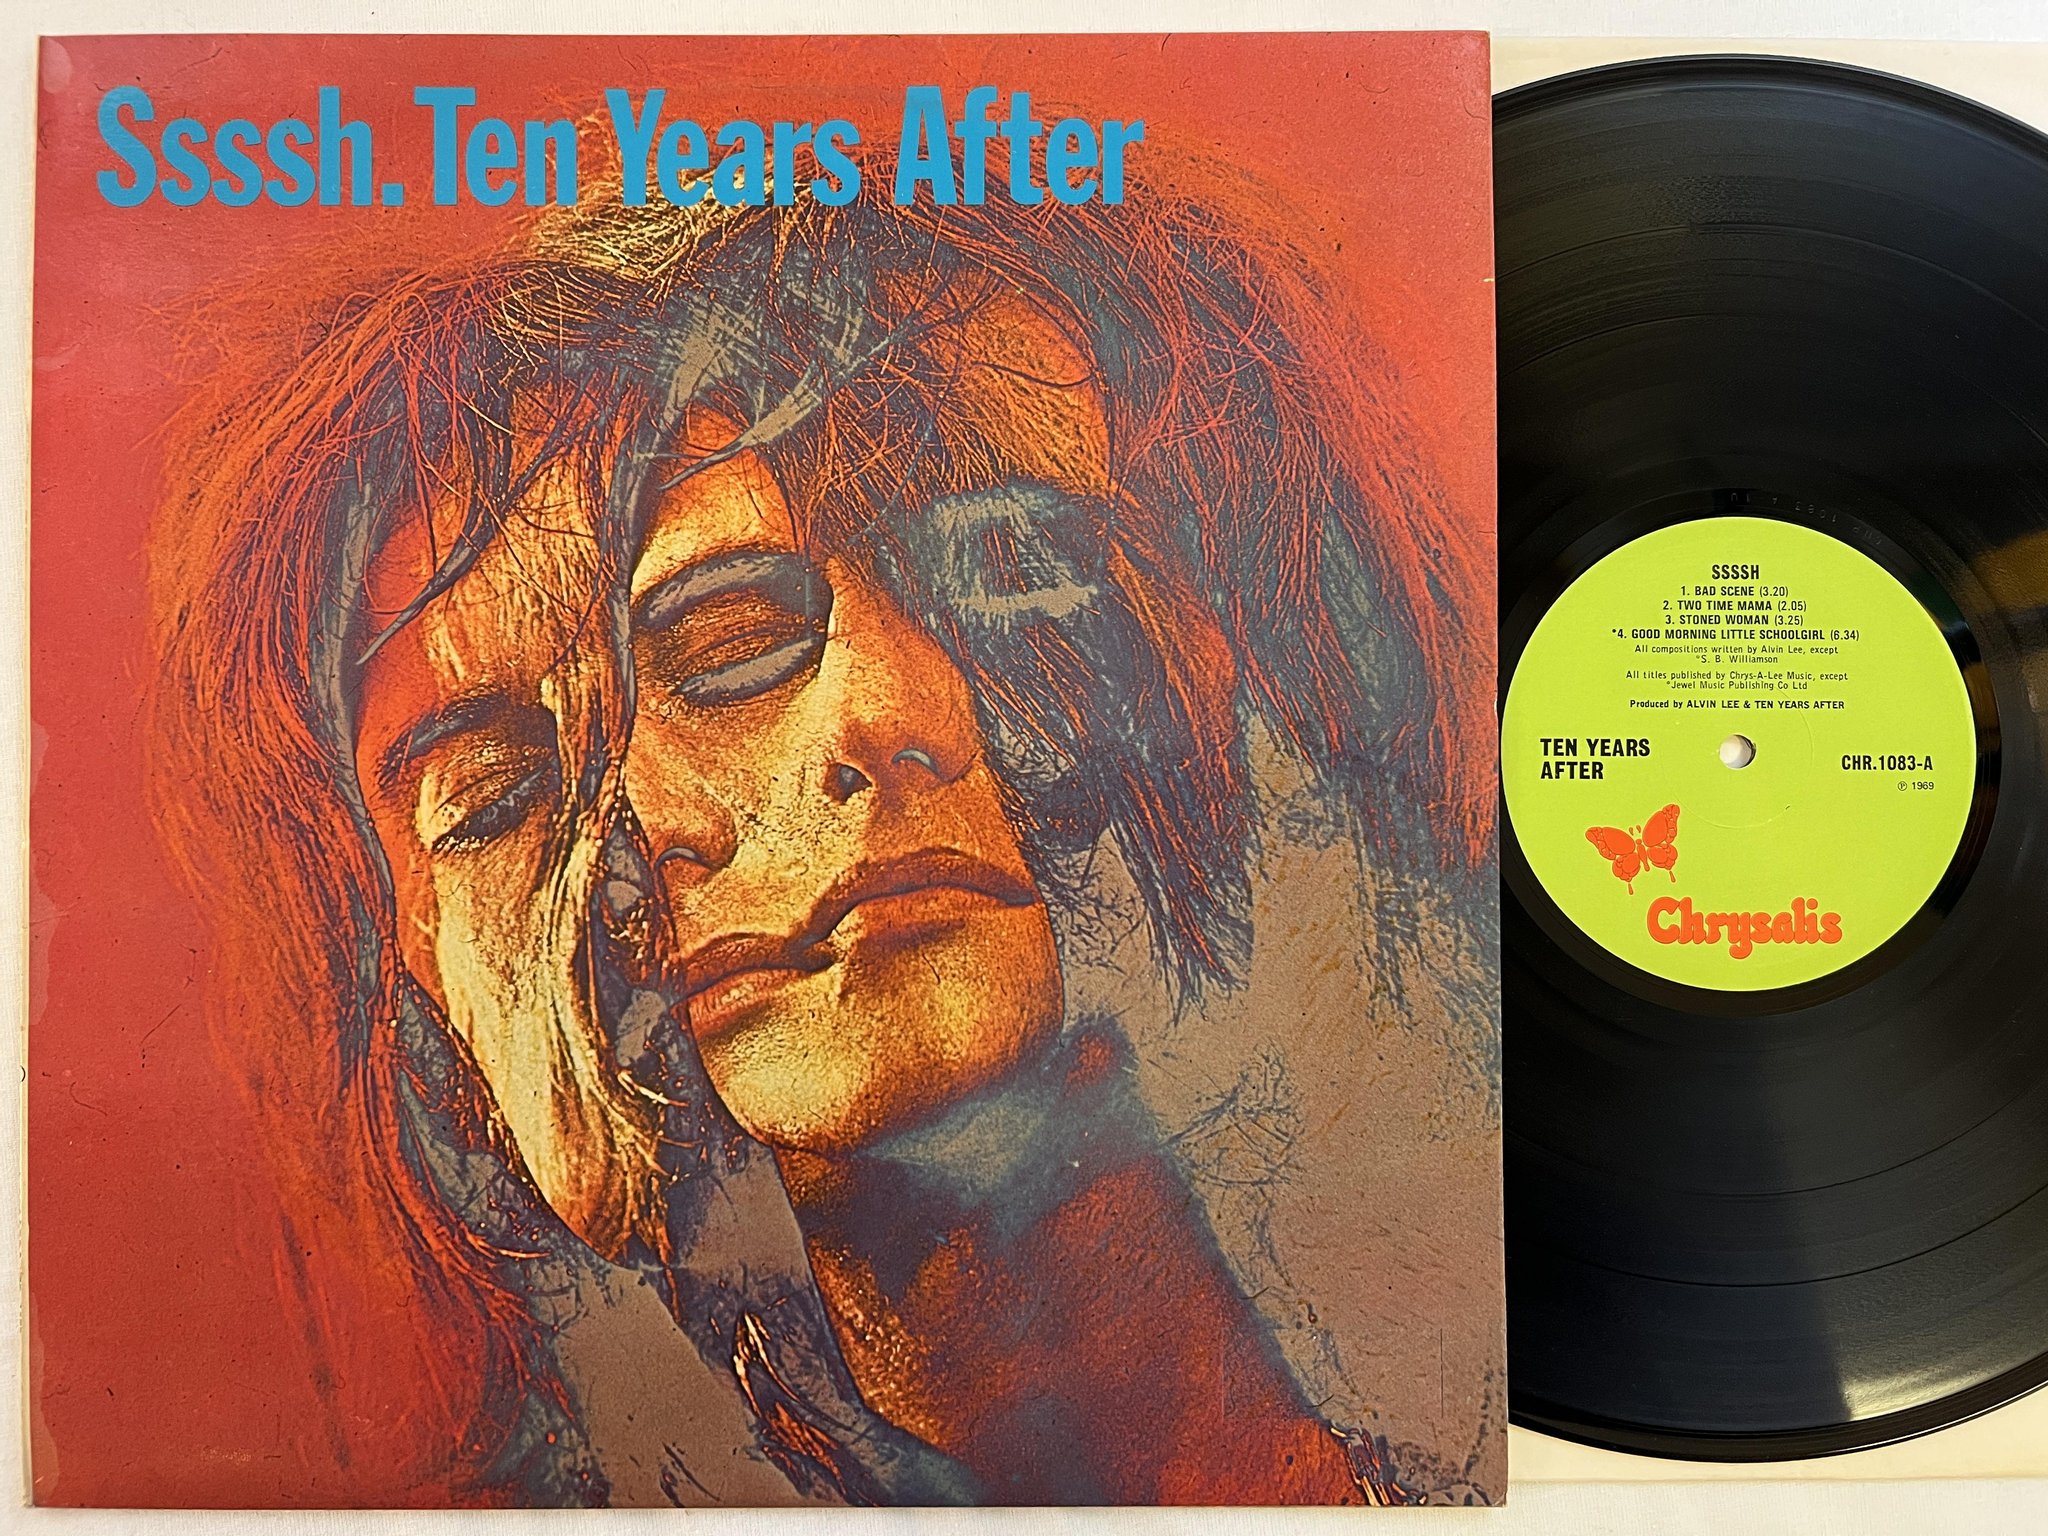 Ssssh. Ten Years After
SSSSH
1. BAD SCENE (3.20)
2. TWO TIME MAMA (2.05)
3. STONED WOMAN (3.25)
*4. GOOD MORNING LITTLE SCHOOLGIRL (6.34)
All compositions written by Alvin Lee, except
*S. B. Williamson
All titles published by Chrys-A-Lee Music, except
*Jewel Music Publishing Co Ltd
Produced by ALVIN LEE & TEN YEARS AFTER
TEN YEARS
AFTER
CHR.1083-A
℗ 1969
Chrysalis